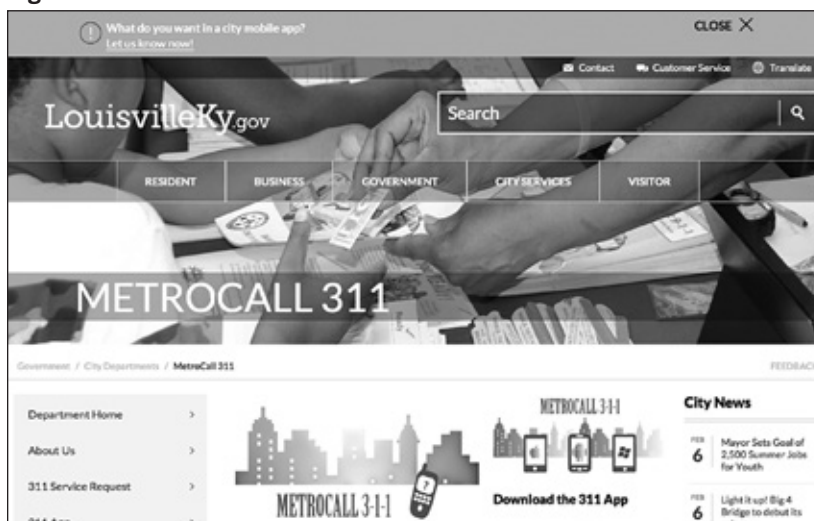 What do you want in a city mobile app?
Let us know now!
CLOSE X
Contact Customer Service Translate
LouisvilleKy.gov
Search
RESIDENT BUSINESS GOVERNMENT CITY SERVICES VISITOR
METROCALL 311
Government / City Departments / MetroCall 311
FEEDBACK
Department Home
About Us
311 Service Request
METROCALL 3-1-1
METROCALL 3-1-1
Download the 311 App
City News
FEB
6
Mayor Sets Goal of
2,500 Summer Jobs
for Youth
FEB
6
Light it up! Big 4
Bridge to debut its